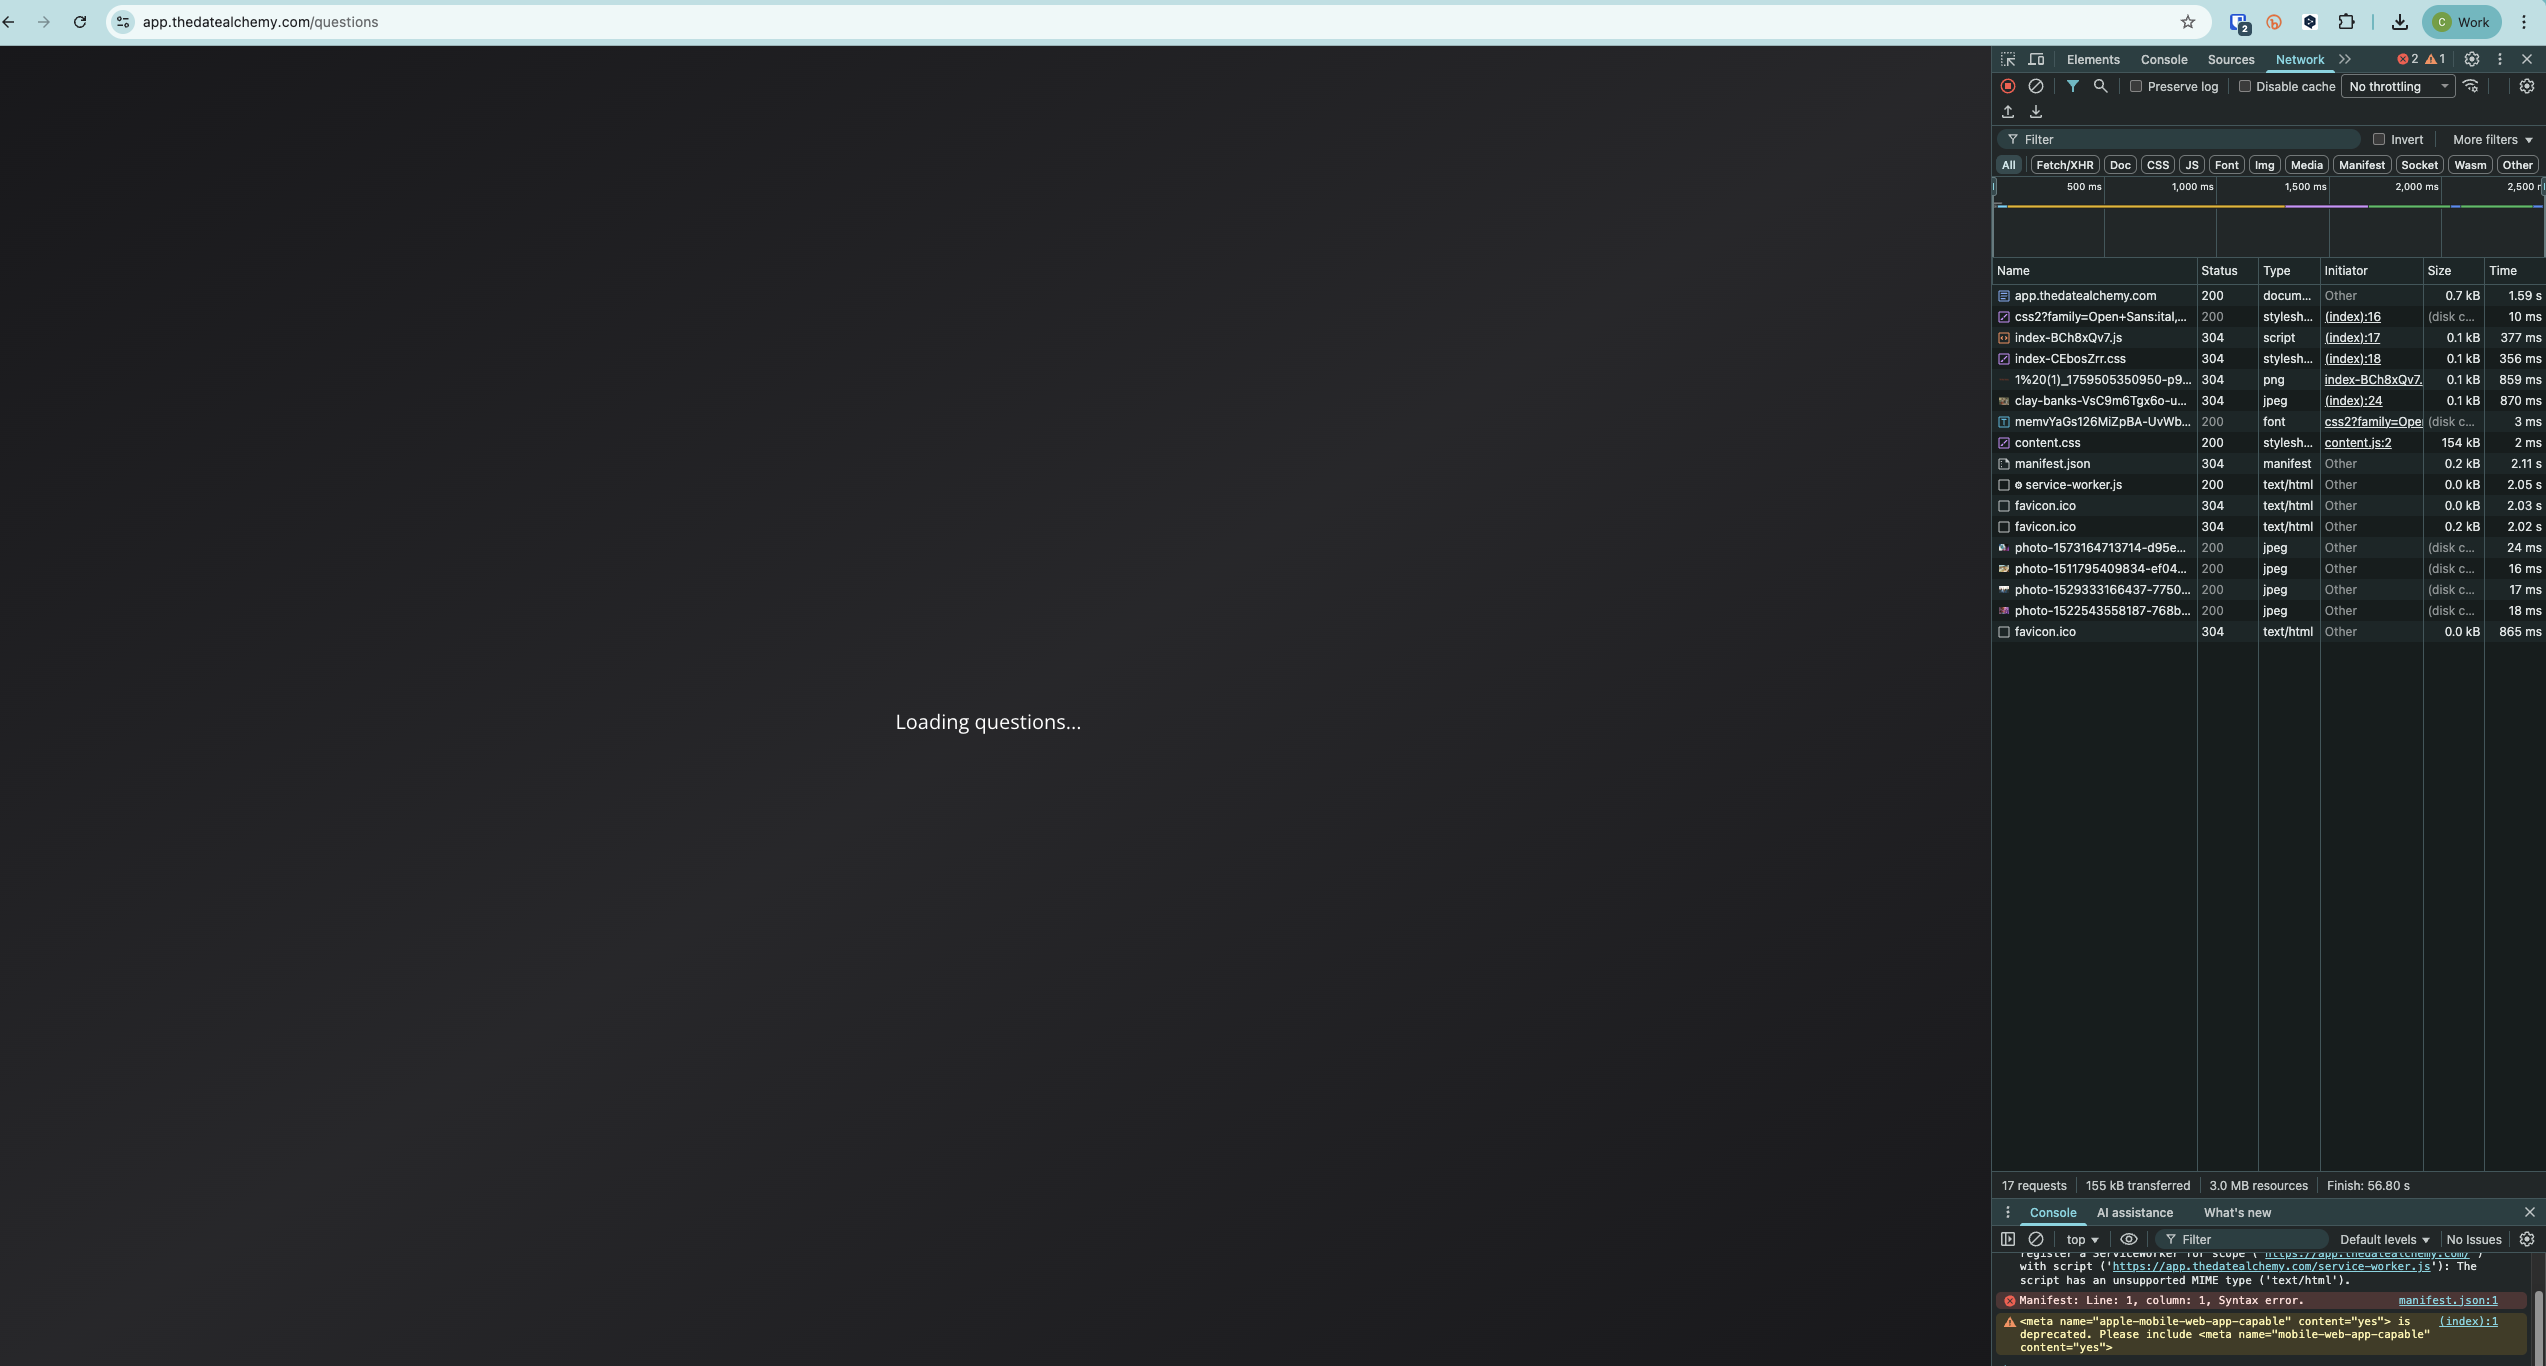 app.thedatealchemy.com/questions
2
C Work
Loading questions...
Elements Console Sources Network 2 1
Preserve log Disable cache No throttling
Filter Invert More filters
All Fetch/XHR Doc CSS JS Font Img Media Manifest Socket Wasm Other
500 ms 1,000 ms 1,500 ms 2,000 ms 2,500
Name Status Type Initiator Size Time
app.thedatealchemy.com 200 docum... Other 0.7 kB 1.59 s
css2?family=Open+Sans:ital,... 200 stylesh... (index):16 (disk c... 10 ms
index-BCh8xQv7.js 304 script (index):17 0.1 kB 377 ms
index-CEbosZrr.css 304 stylesh... (index):18 0.1 kB 356 ms
1%20(1)_1759505350950-p9... 304 png index-BCh8xQv7. 0.1 kB 859 ms
clay-banks-VsC9m6Tgx6o-u... 304 jpeg (index):24 0.1 kB 870 ms
memvYaGs126MiZpBA-UvWb... 200 font css2?family=Ope (disk c... 3 ms
content.css 200 stylesh... content.js:2 154 kB 2 ms
manifest.json 304 manifest Other 0.2 kB 2.11 s
service-worker.js 200 text/html Other 0.0 kB 2.05 s
favicon.ico 304 text/html Other 0.0 kB 2.03 s
favicon.ico 304 text/html Other 0.2 kB 2.02 s
photo-1573164713714-d95e... 200 jpeg Other (disk c... 24 ms
photo-1511795409834-ef04... 200 jpeg Other (disk c... 16 ms
photo-1529333166437-7750... 200 jpeg Other (disk c... 17 ms
photo-1522543558187-768b... 200 jpeg Other (disk c... 18 ms
favicon.ico 304 text/html Other 0.0 kB 865 ms
17 requests 155 kB transferred 3.0 MB resources Finish: 56.80 s
Console AI assistance What's new
top Filter Default levels No Issues
register a ServiceWorker for scope ('https://app.thedatealchemy.com/')
with script ('https://app.thedatealchemy.com/service-worker.js'): The
script has an unsupported MIME type ('text/html').
Manifest: Line: 1, column: 1, Syntax error. manifest.json:1
<meta name="apple-mobile-web-app-capable" content="yes"> is (index):1
deprecated. Please include <meta name="mobile-web-app-capable"
content="yes">